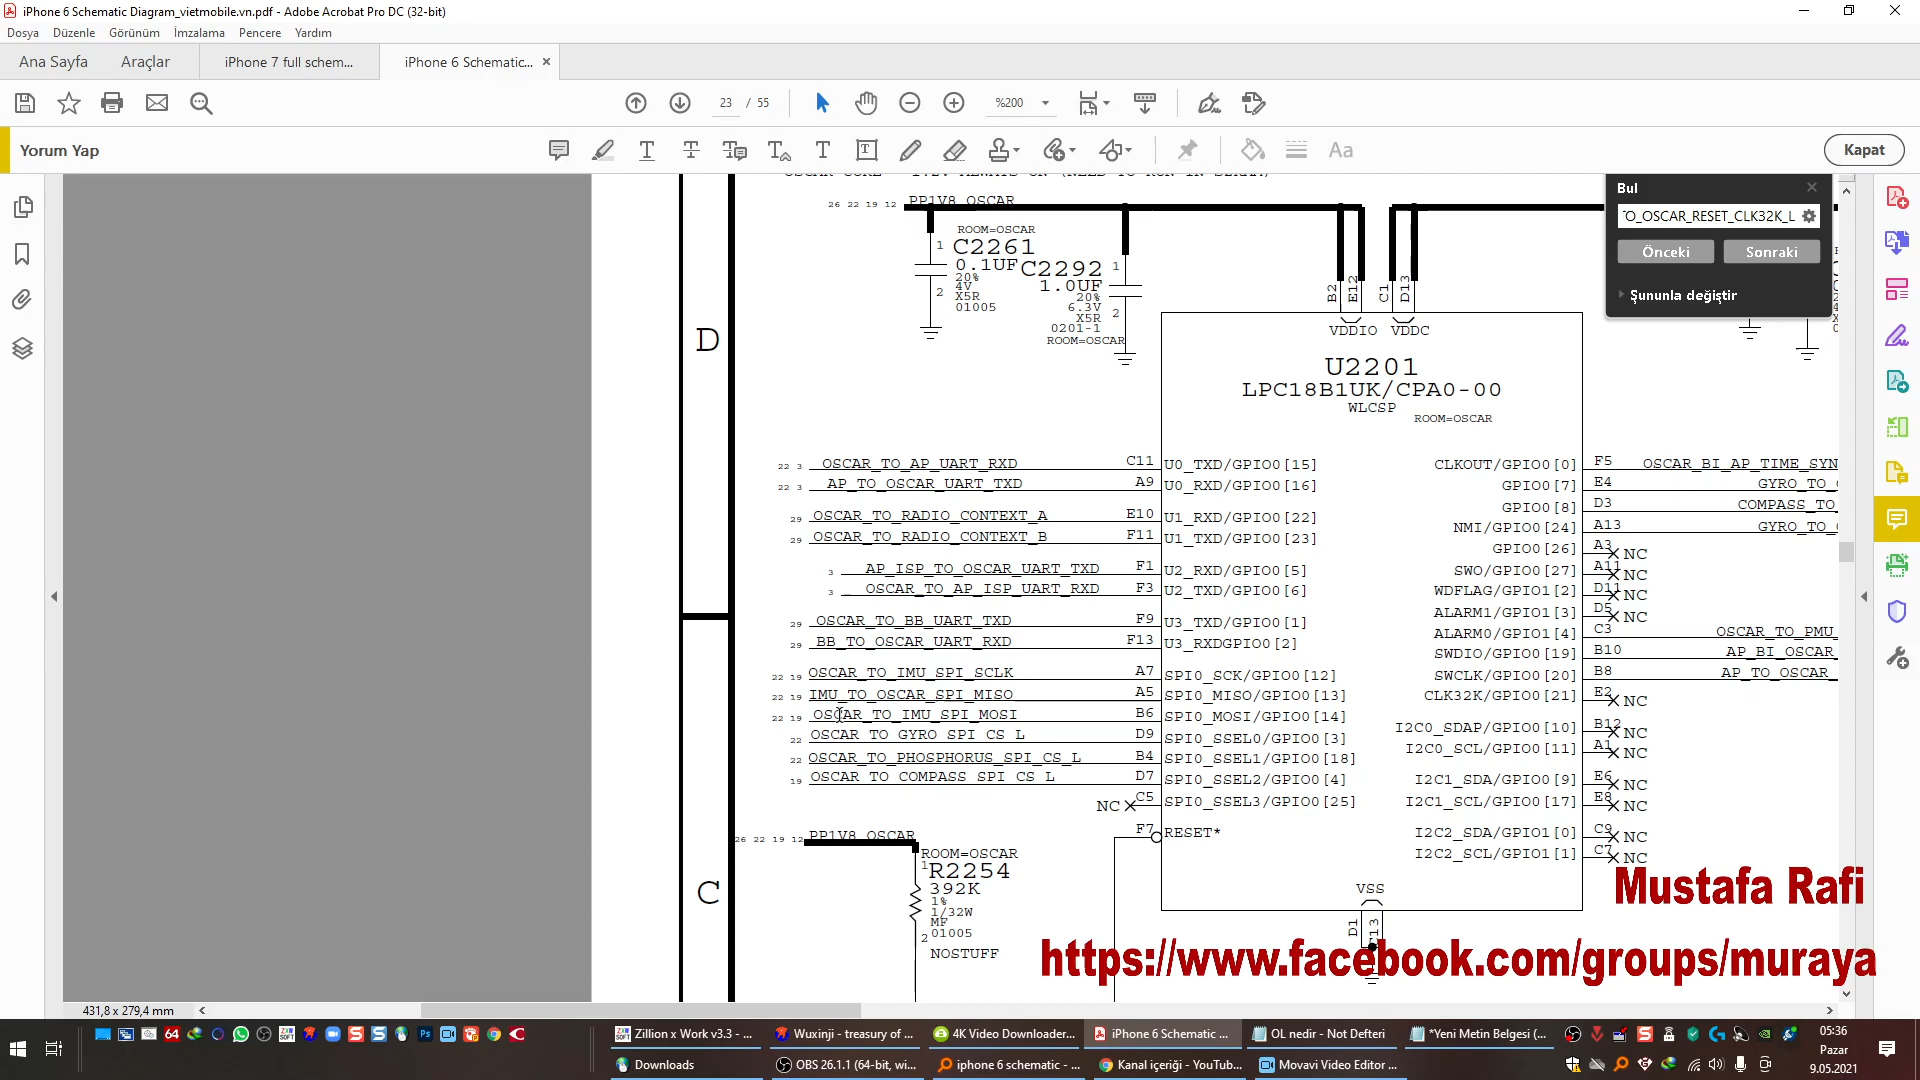 iPhone 6 Schematic Diagram_vietmobile.vn.pdf - Adobe Acrobat Pro DC (32-bit)
Dosya Düzenle Görünüm İmzalama Pencere Yardım
Ana Sayfa Araçlar iPhone 7 full schem... iPhone 6 Schematic...
23 / 55 %200
Yorum Yap Kapat
PP1V8_OSCAR
26 22 19 12
ROOM=OSCAR
C2261
0.1UF
20%
4V
X5R
01005
1
2
C2292
1.0UF
20%
6.3V
X5R
0201-1
ROOM=OSCAR
1
2
B2 E12 C1 D13
VDDIO VDDC
U2201
LPC18B1UK/CPA0-00
WLCSP
ROOM=OSCAR
Bul
O_OSCAR_RESET_CLK32K_L
Önceki Sonraki
Şununla değiştir
D
22 3 OSCAR_TO_AP_UART_RXD C11 U0_TXD/GPIO0[15] CLKOUT/GPIO0[0] F5 OSCAR_BI_AP_TIME_SYN
22 3 AP_TO_OSCAR_UART_TXD A9 U0_RXD/GPIO0[16] GPIO0[7] E4 GYRO_TO_
GPIO0[8] D3 COMPASS_TO_
29 OSCAR_TO_RADIO_CONTEXT_A E10 U1_RXD/GPIO0[22] NMI/GPIO0[24] A13 GYRO_TO_
29 OSCAR_TO_RADIO_CONTEXT_B F11 U1_TXD/GPIO0[23] GPIO0[26] A3 NC
3 AP_ISP_TO_OSCAR_UART_TXD F1 U2_RXD/GPIO0[5] SWO/GPIO0[27] A11 NC
3 OSCAR_TO_AP_ISP_UART_RXD F3 U2_TXD/GPIO0[6] WDFLAG/GPIO1[2] D11 NC
ALARM1/GPIO1[3] D5 NC
29 OSCAR_TO_BB_UART_TXD F9 U3_TXD/GPIO0[1] ALARM0/GPIO1[4] C3 OSCAR_TO_PMU_
29 BB_TO_OSCAR_UART_RXD F13 U3_RXDGPIO0[2] SWDIO/GPIO0[19] B10 AP_BI_OSCAR_
22 19 OSCAR_TO_IMU_SPI_SCLK A7 SPI0_SCK/GPIO0[12] SWCLK/GPIO0[20] B8 AP_TO_OSCAR_
22 19 IMU_TO_OSCAR_SPI_MISO A5 SPI0_MISO/GPIO0[13] CLK32K/GPIO0[21] E2 NC
22 19 OSCAR_TO_IMU_SPI_MOSI B6 SPI0_MOSI/GPIO0[14] I2C0_SDAP/GPIO0[10] B12 NC
22 OSCAR_TO_GYRO_SPI_CS_L D9 SPI0_SSEL0/GPIO0[3] I2C0_SCL/GPIO0[11] A1 NC
22 OSCAR_TO_PHOSPHORUS_SPI_CS_L B4 SPI0_SSEL1/GPIO0[18]
19 OSCAR_TO_COMPASS_SPI_CS_L D7 SPI0_SSEL2/GPIO0[4] I2C1_SDA/GPIO0[9] E6 NC
NC C5 SPI0_SSEL3/GPIO0[25] I2C1_SCL/GPIO0[17] E8 NC
F7 RESET* I2C2_SDA/GPIO1[0] C9 NC
I2C2_SCL/GPIO1[1] C7 NC
26 22 19 12 PP1V8_OSCAR
ROOM=OSCAR
1
R2254
392K
1%
1/32W
MF
01005
2
NOSTUFF
C
VSS
D1 C13
Mustafa Rafi
https://www.facebook.com/groups/muraya
431,8 x 279,4 mm
Zillion x Work v3.3 - ... Wuxinji - treasury of ... 4K Video Downloader... iPhone 6 Schematic ... OL nedir - Not Defteri *Yeni Metin Belgesi (...
Downloads OBS 26.1.1 (64-bit, wi... iphone 6 schematic - ... Kanal içeriği - YouTub... Movavi Video Editor ...
05:36
Pazar
9.05.2021